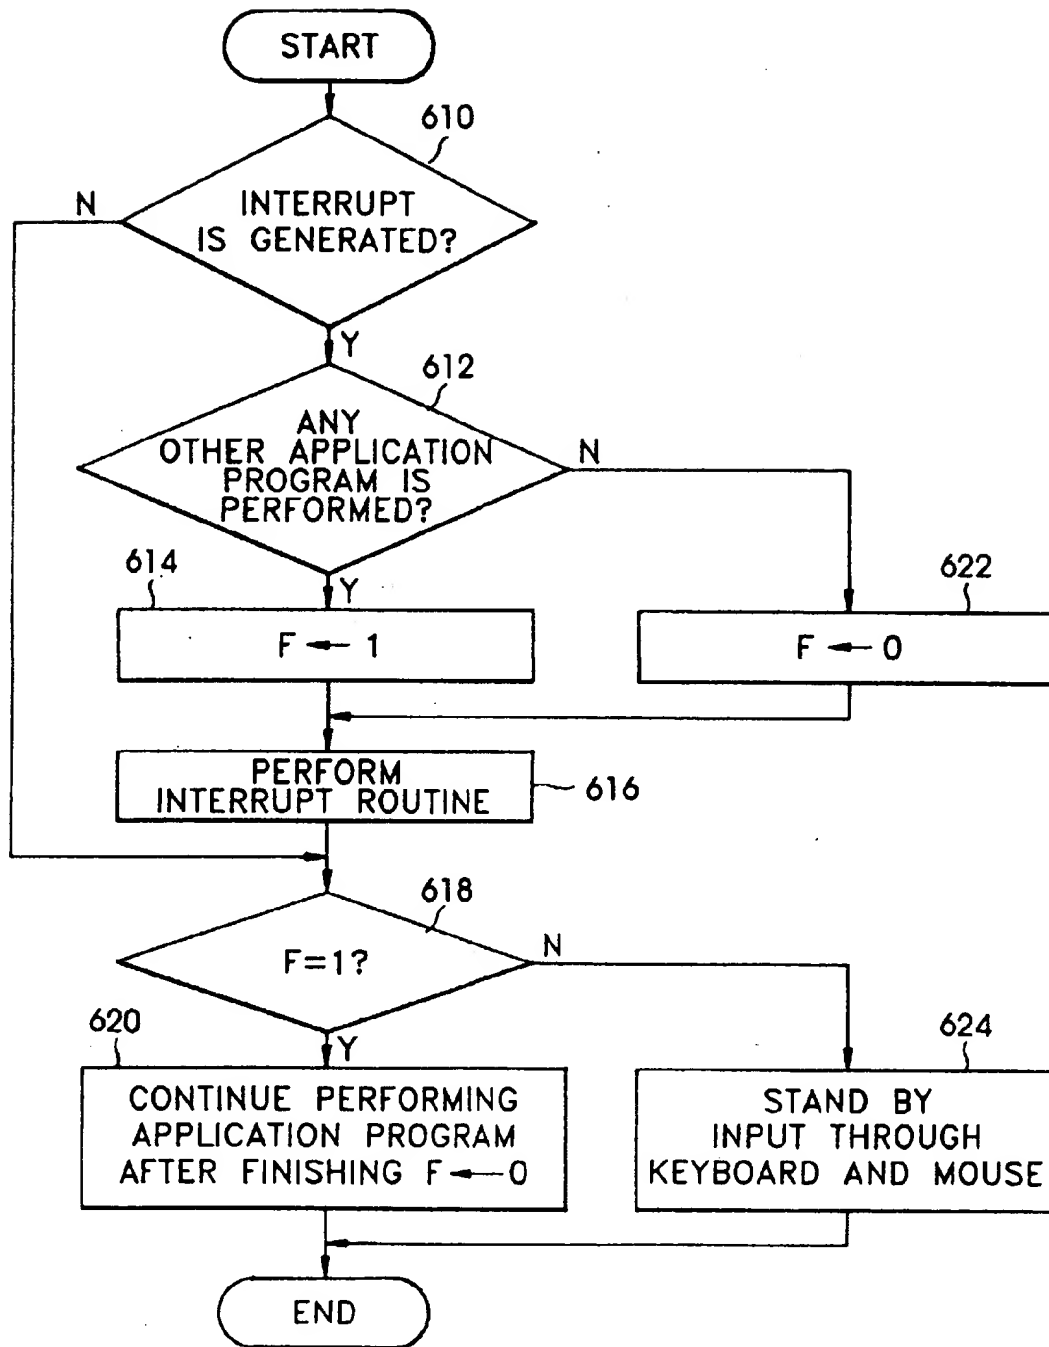 START
610
N
INTERRUPT
IS GENERATED?
Y
612
ANY
OTHER APPLICATION
PROGRAM IS
PERFORMED?
N
614
Y
622
F ← 1
F ← 0
PERFORM
INTERRUPT ROUTINE
616
618
F=1?
N
620
Y
624
CONTINUE PERFORMING
APPLICATION PROGRAM
AFTER FINISHING F ← 0
STAND BY
INPUT THROUGH
KEYBOARD AND MOUSE
END